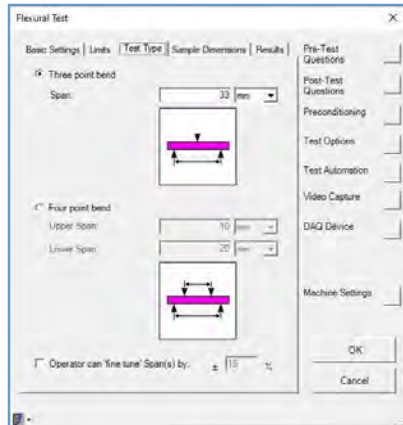 Flexural Test
Basic Settings
Limits
Test Type
Sample Dimensions
Results
Three point bend
Span:
33
mm
Four point bend
Upper Span:
10
mm
Lower Span:
20
mm
Operator can 'fine tune' Span(s) by:
±
15
%
Pre-Test
Questions
Post-Test
Questions
Preconditioning
Test Options
Test Automation
Video Capture
DAQ Device
Machine Settings
OK
Cancel